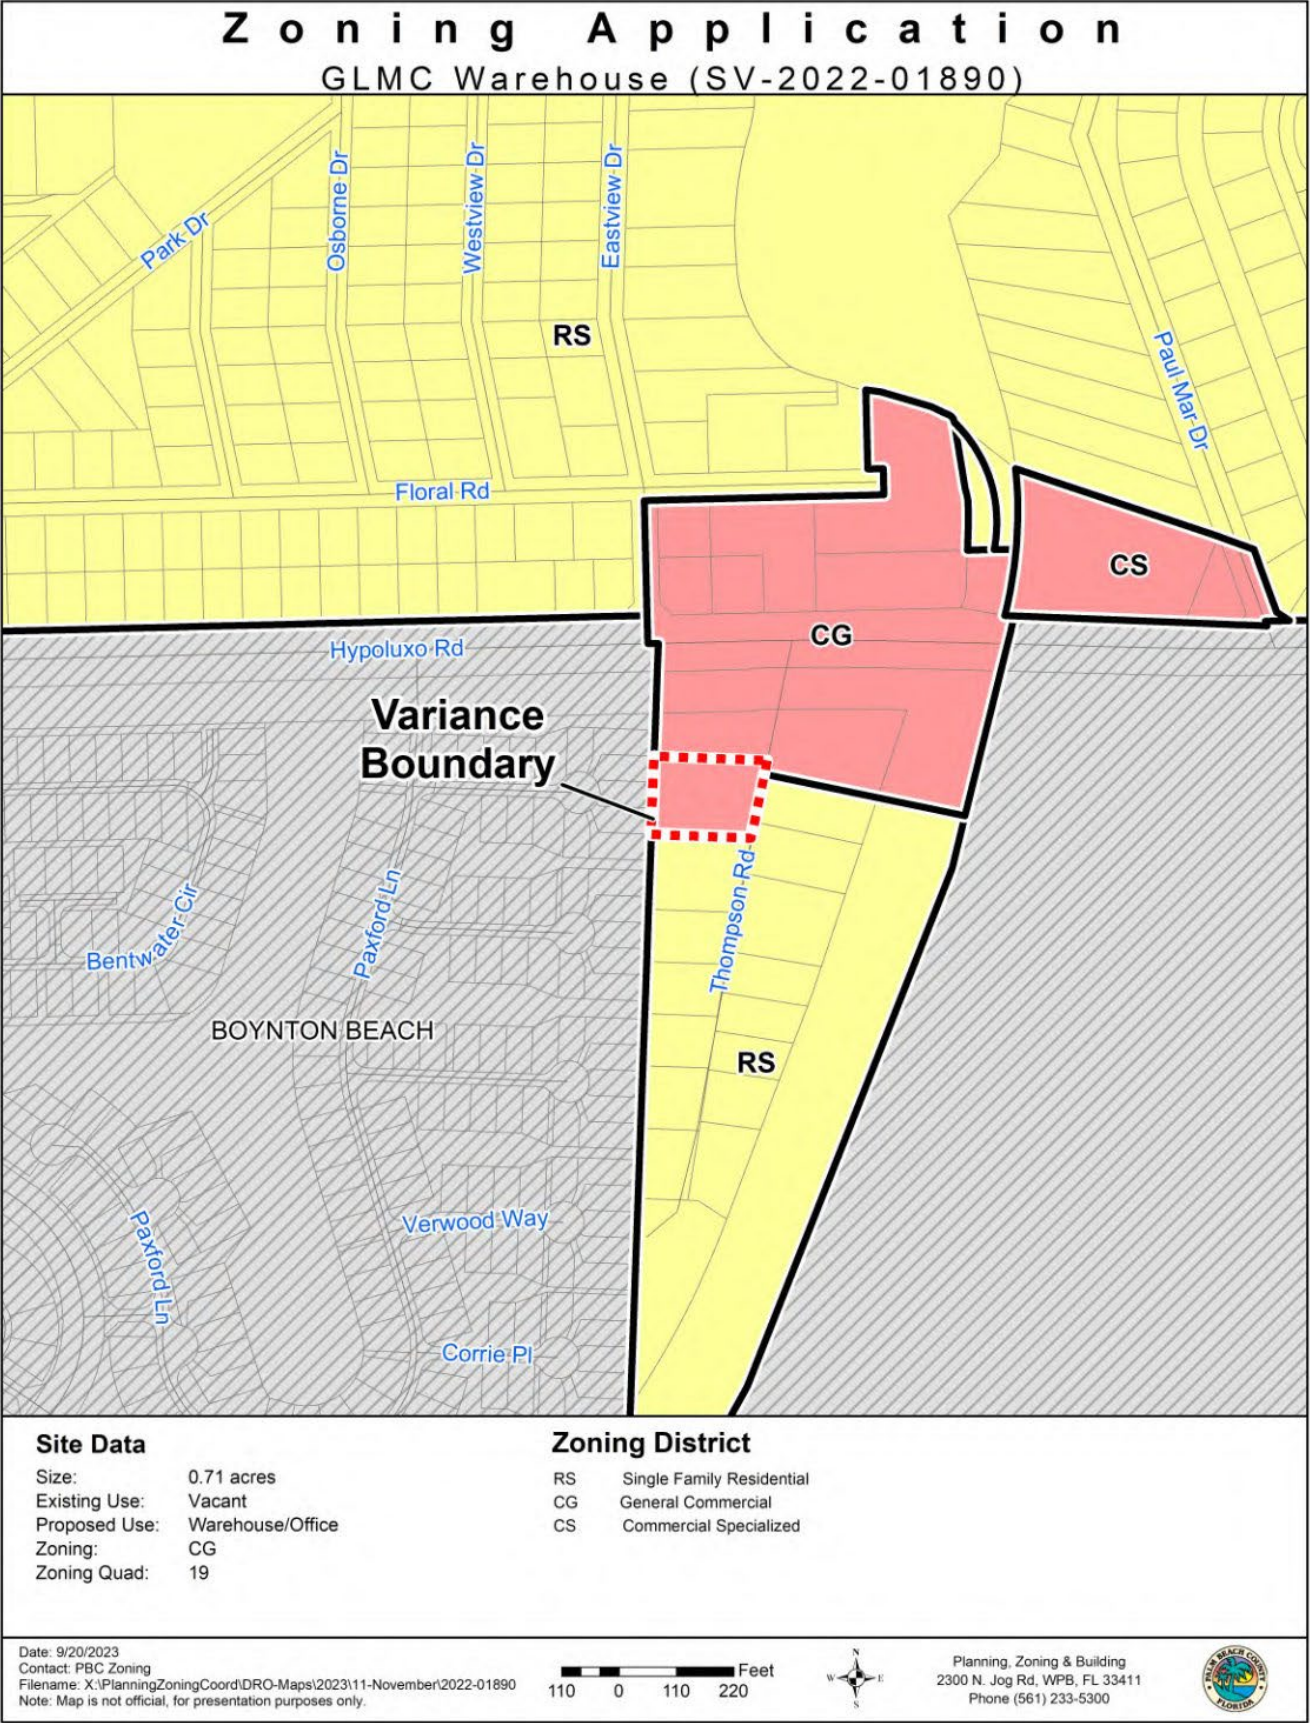 Zoning Application
GLMC Warehouse (SV-2022-01890)
Park Dr
Osborne Dr
Westview Dr
Eastview Dr
RS
Paul Mar Dr
Floral Rd
CS
CG
Hypoluxo Rd
Variance
Boundary
Bentwater Cir
Paxford Ln
Thompson Rd
BOYNTON BEACH
RS
Paxford Ln
Verwood Way
Corrie Pl
Site Data
Size: 0.71 acres
Existing Use: Vacant
Proposed Use: Warehouse/Office
Zoning: CG
Zoning Quad: 19
Zoning District
RS Single Family Residential
CG General Commercial
CS Commercial Specialized
Date: 9/20/2023
Contact: PBC Zoning
Filename: X:\PlanningZoningCoord\DRO-Maps\2023\11-November\2022-01890
Note: Map is not official, for presentation purposes only.
Feet
110 0 110 220
N
W E
S
Planning, Zoning & Building
2300 N. Jog Rd, WPB, FL 33411
Phone (561) 233-5300
PALM BEACH COUNTY
FLORIDA